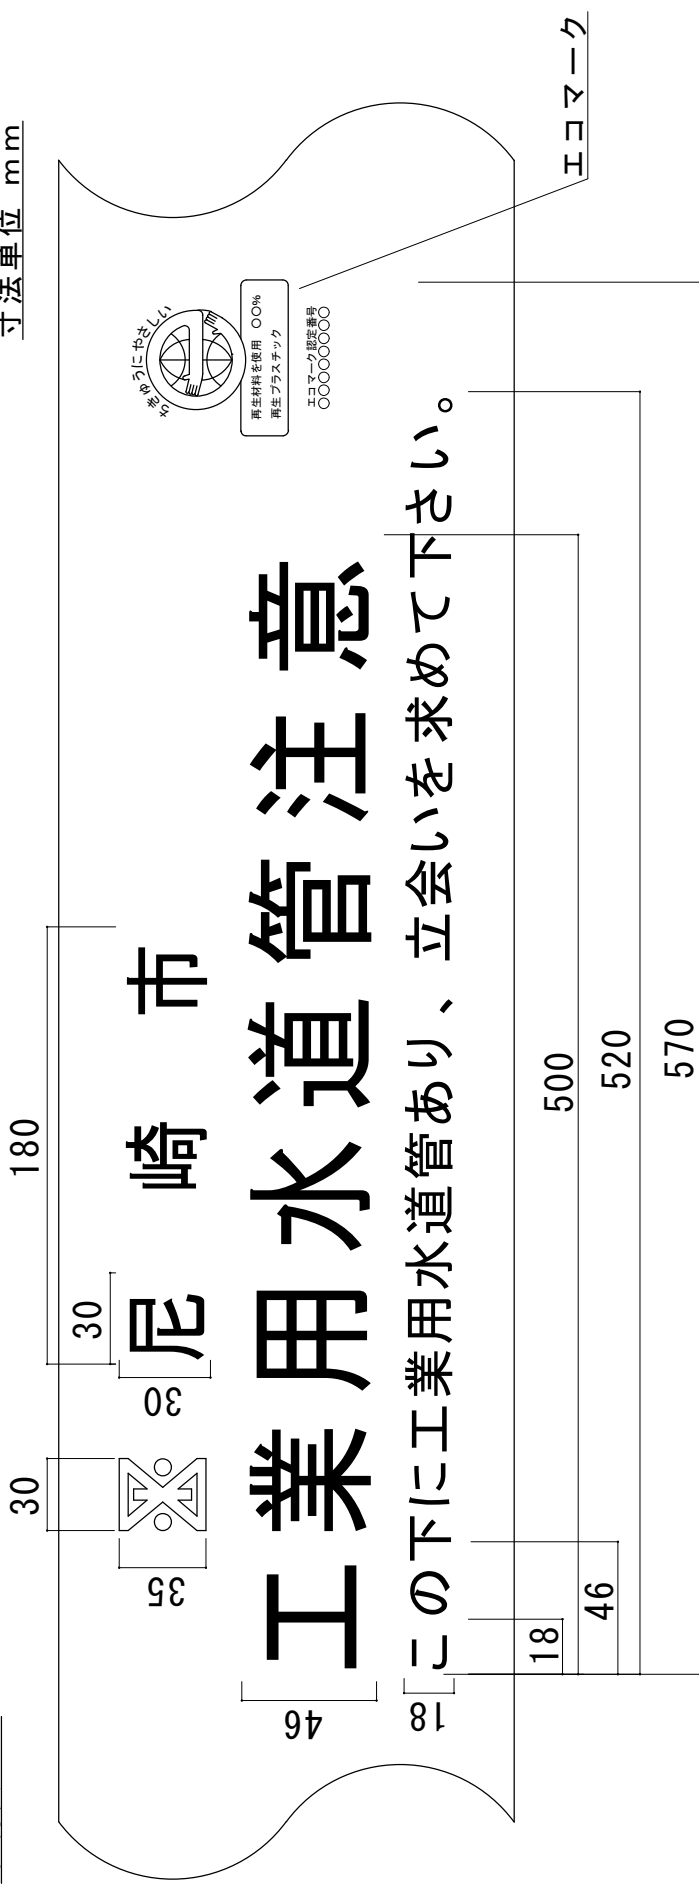 寸法単位 mm
180
30
30
30
35
尼崎市
ちきゅうにやさしい
再生材料を使用 〇〇%
再生プラスチック
エコマーク認定番号
〇〇〇〇〇〇〇〇
工業用水道管注意
46
この下に工業用水道管あり、立会いを求めて下さい。
18
エコマーク
18
46
500
520
570